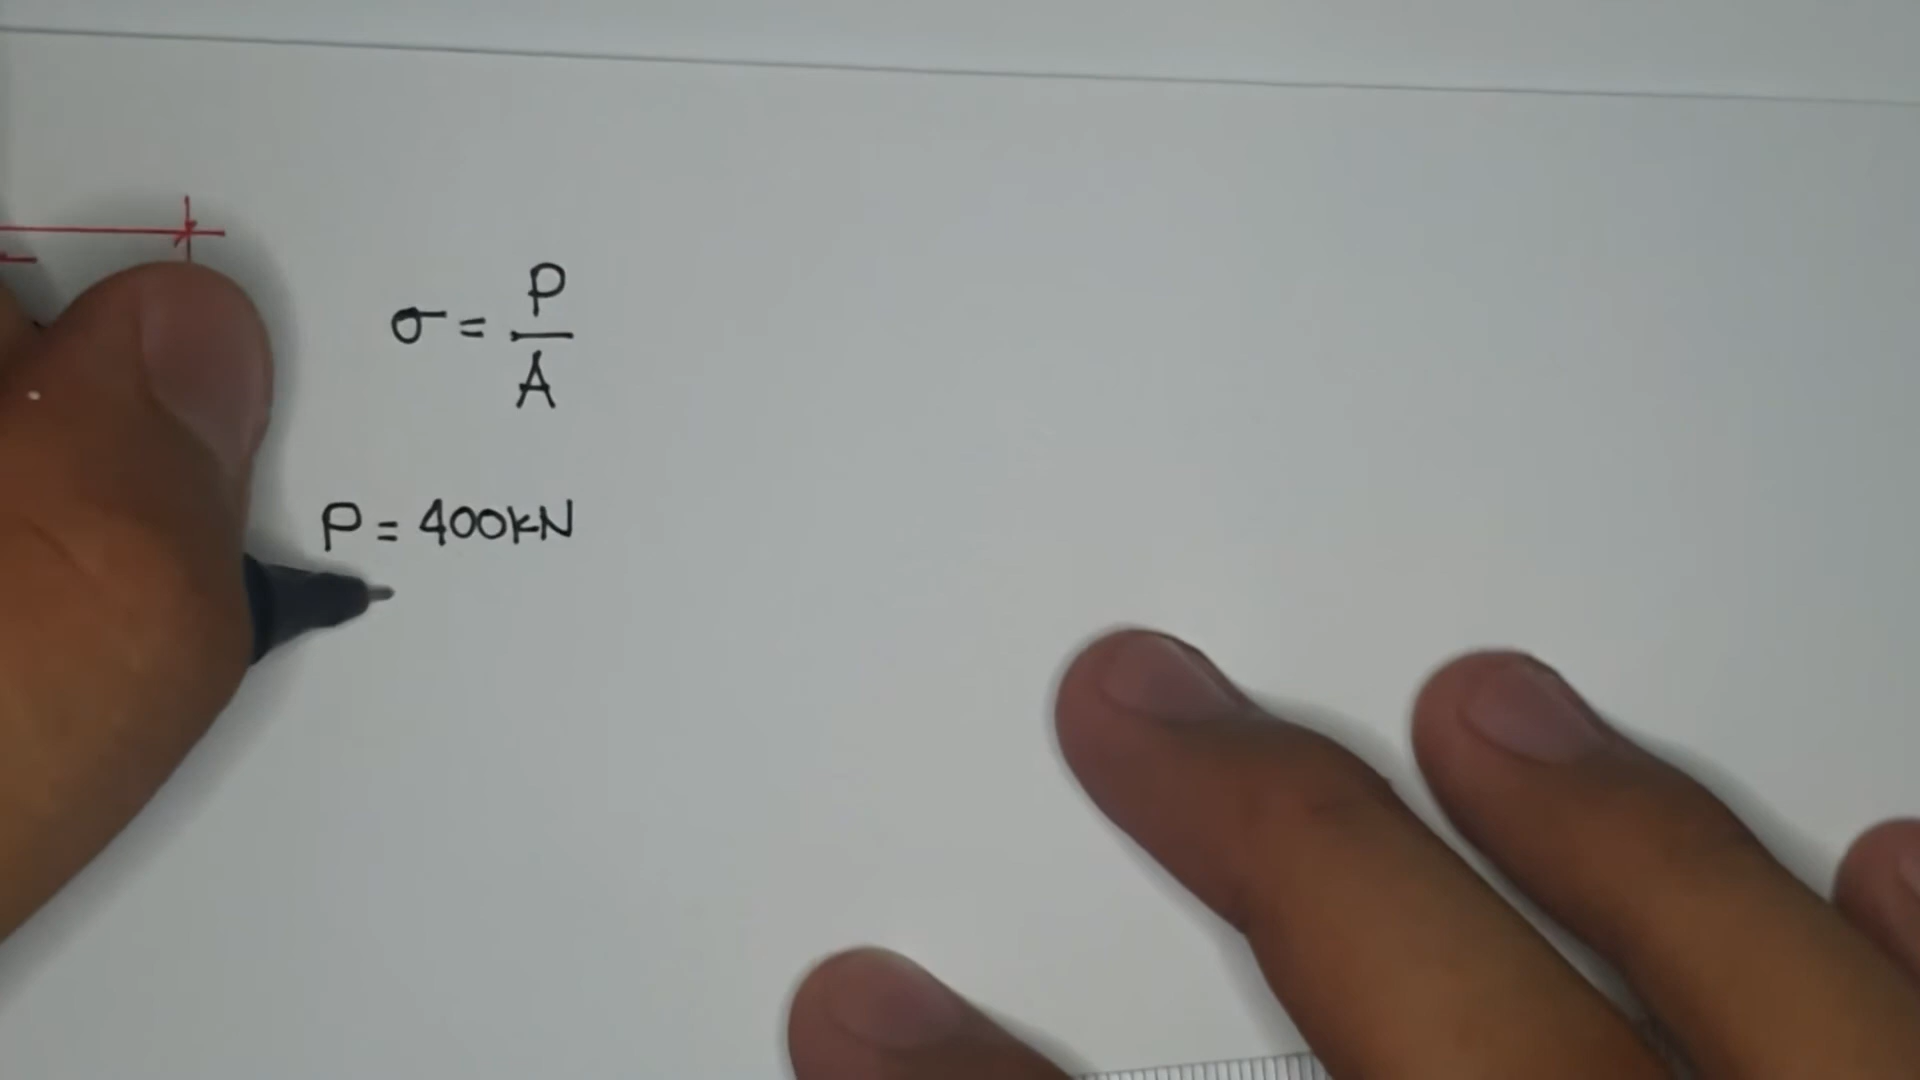 σ = P/A
P = 400kN